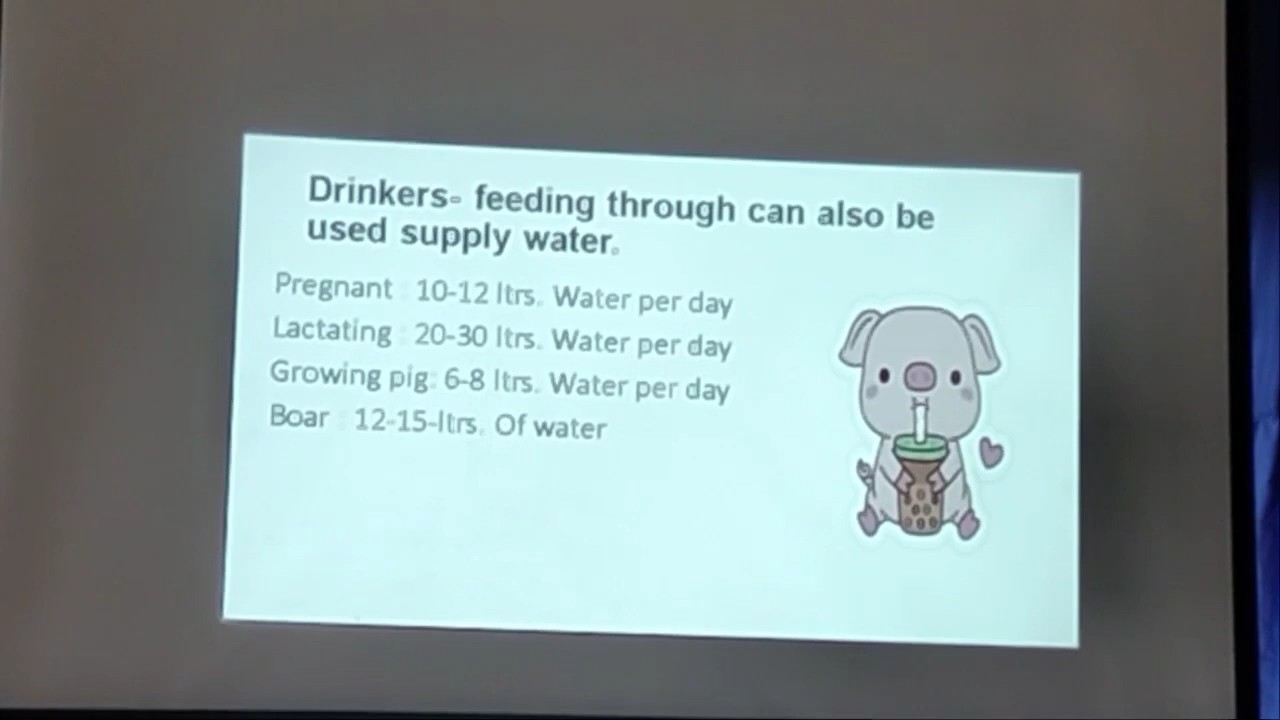 Drinkers- feeding through can also be
used supply water.
Pregnant : 10-12 ltrs. Water per day
Lactating : 20-30 ltrs. Water per day
Growing pig: 6-8 ltrs. Water per day
Boar : 12-15-ltrs. Of water